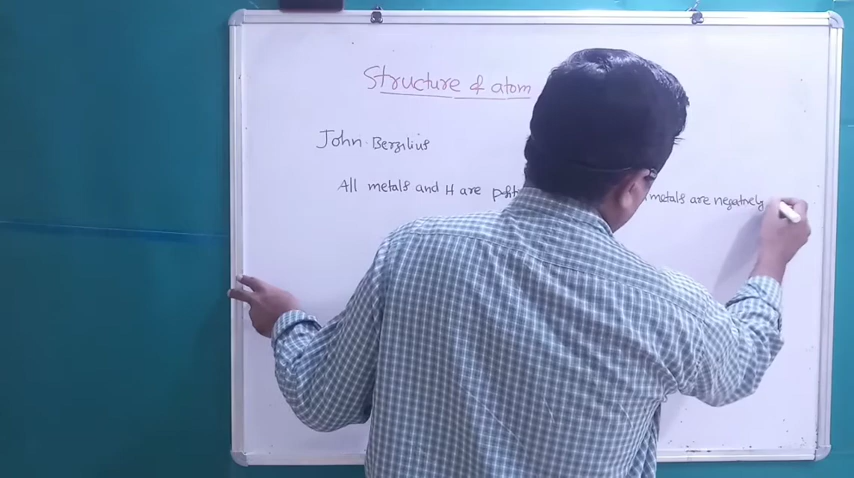 Structure of atom
John. Berzilius
All metals and H are metals are negatively